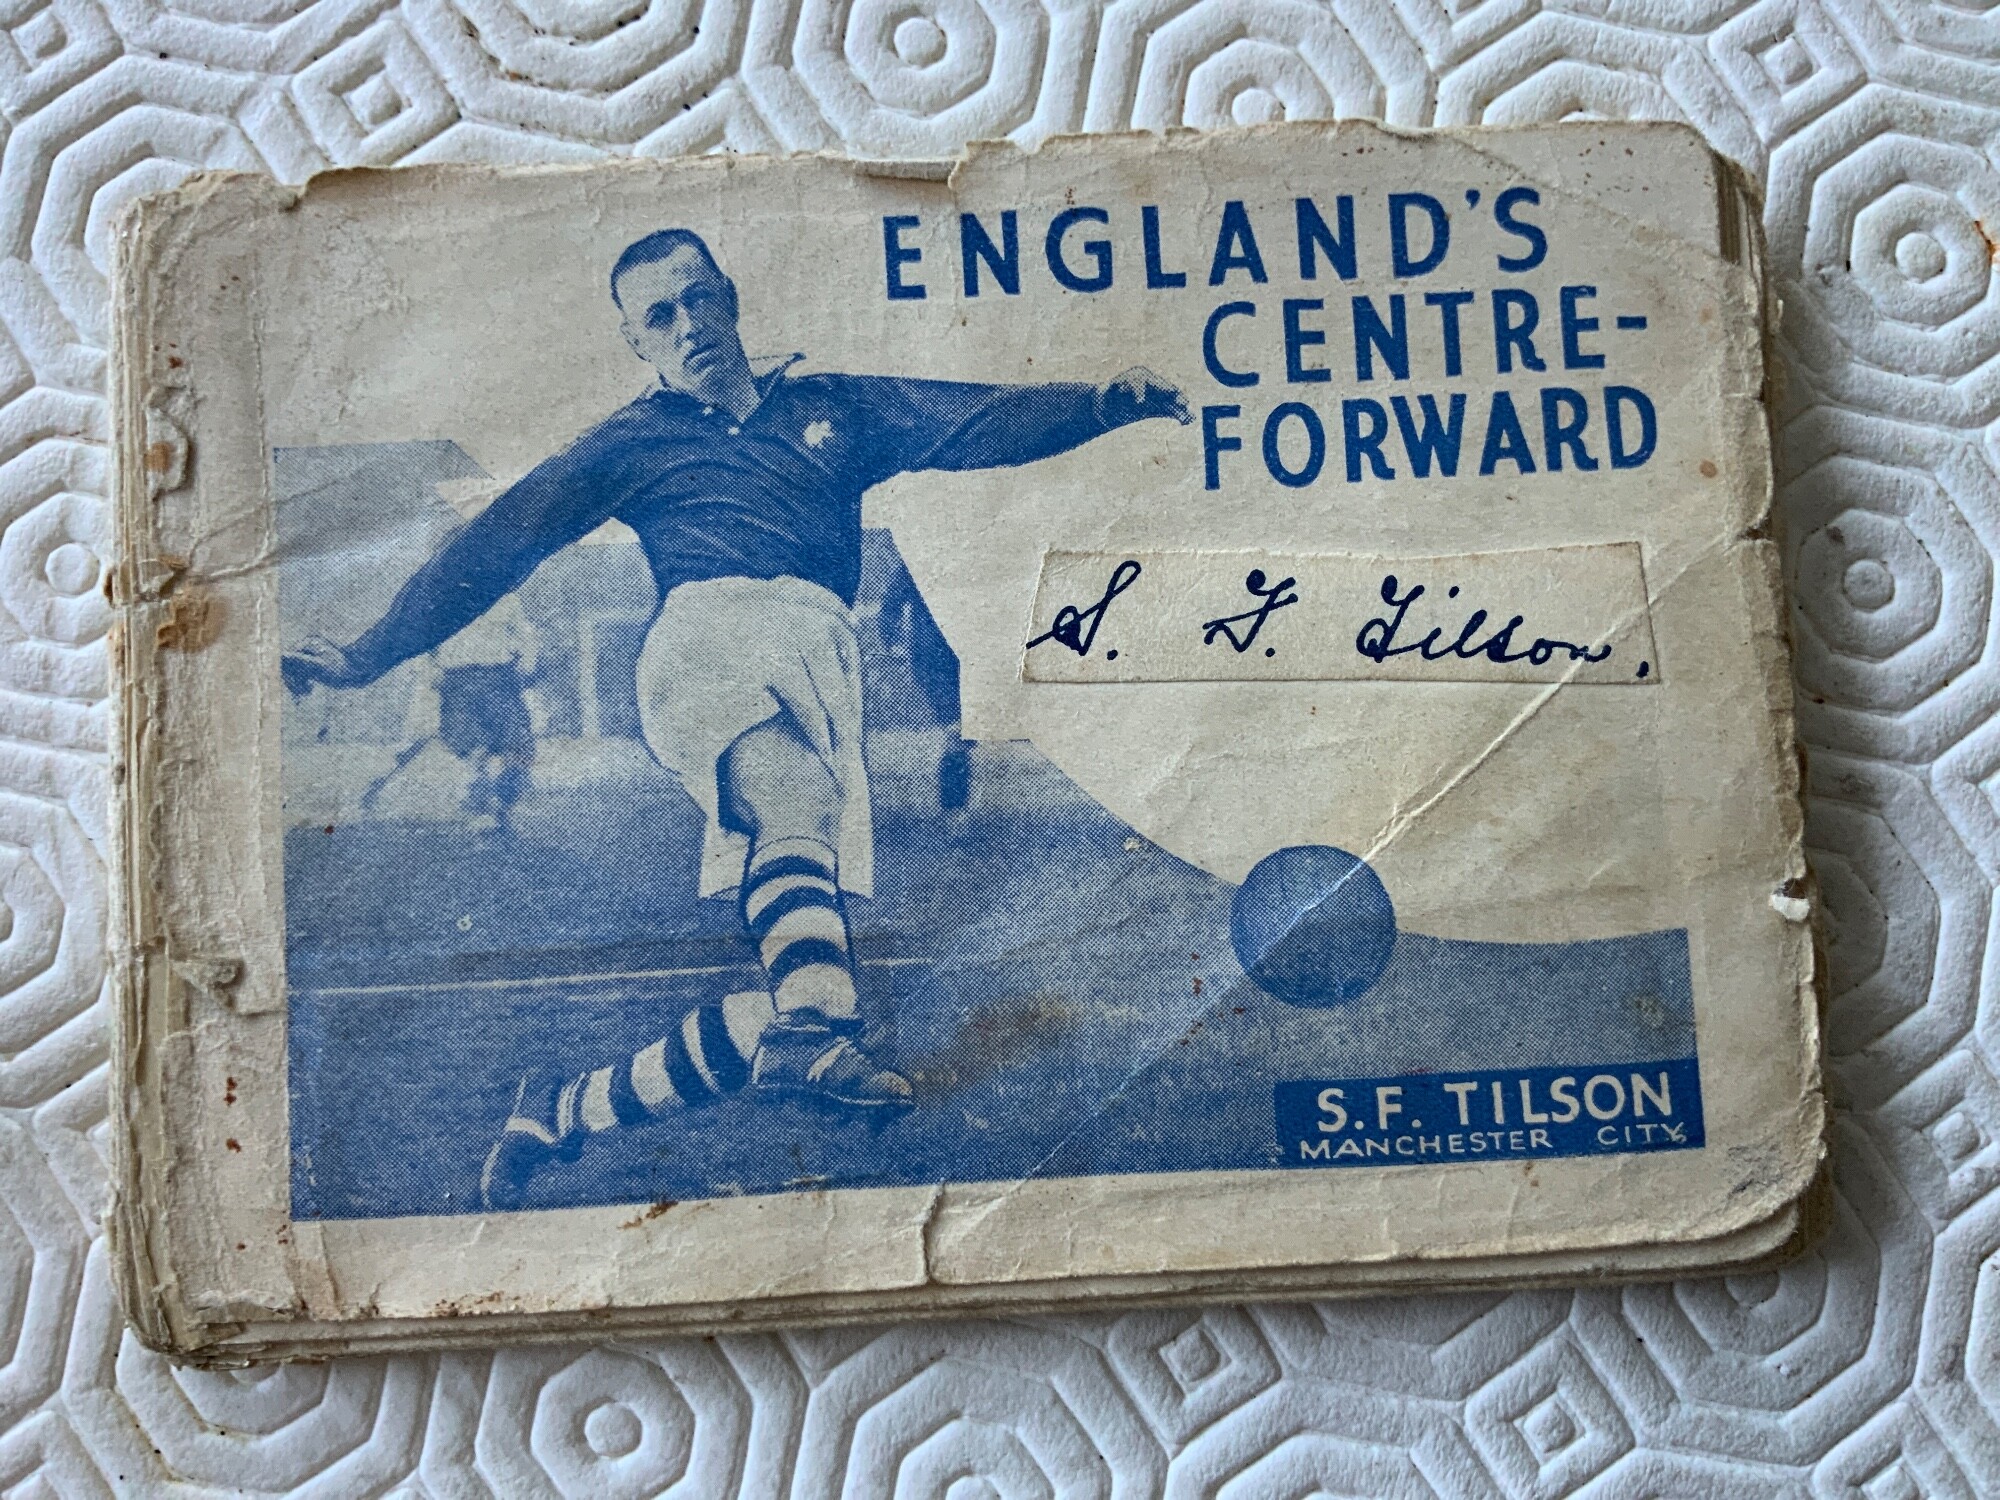 ENGLAND'S
CENTRE-
FORWARD
S. F. Tilson.
S.F. TILSON
MANCHESTER CITY